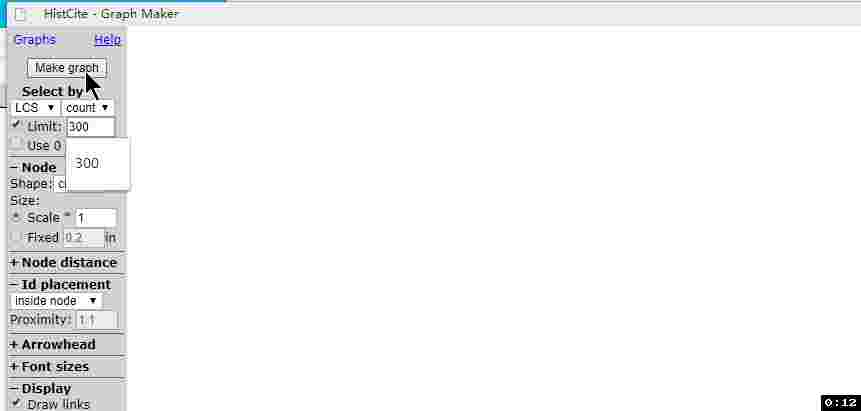 HistCite - Graph Maker
Graphs Help
Make graph
Select by
LCS count
Limit: 300
Use 0
300
Node
Shape:
Size:
Scale * 1
Fixed 0.2 in
+ Node distance
Id placement
inside node
Proximity: 1.1
+ Arrowhead
+ Font sizes
Display
Draw links
0:12